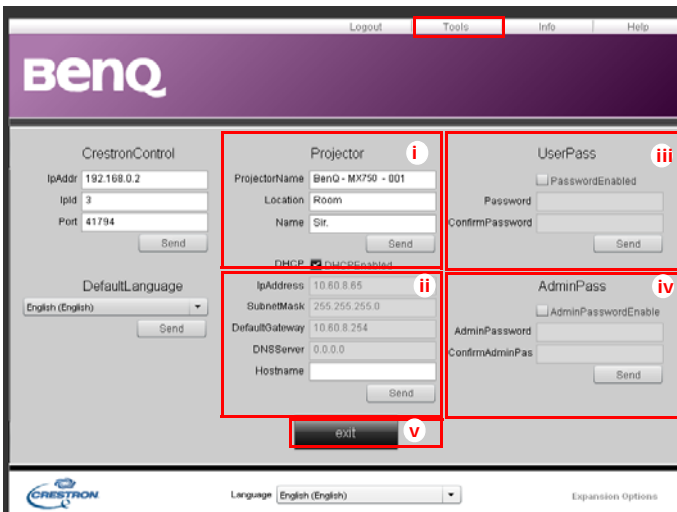 Logout Tools Info Help
BenQ
CrestronControl
IpAddr 192.168.0.2
IpId 3
Port 41794
Send
DefaultLanguage
English (English)
Send
Projector i
ProjectorName BenQ - MX750 - 001
Location Room
Name Sir.
Send
DHCP DHCPEnabled
ii
IpAddress 10.60.8.65
SubnetMask 255.255.255.0
DefaultGateway 10.60.8.254
DNSServer 0.0.0.0
Hostname
Send
UserPass iii
PasswordEnabled
Password
ConfirmPassword
Send
AdminPass iv
AdminPasswordEnable
AdminPassword
ConfirmAdminPas
Send
exit v
CRESTRON Language English (English) Expansion Options